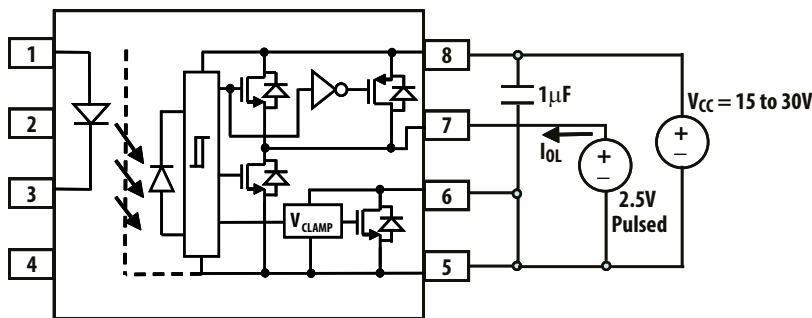 1
2
3
4
8
7
6
5
V_CLAMP
1μF
I_OL
V_CC = 15 to 30V
+
–
+
–
2.5V
Pulsed